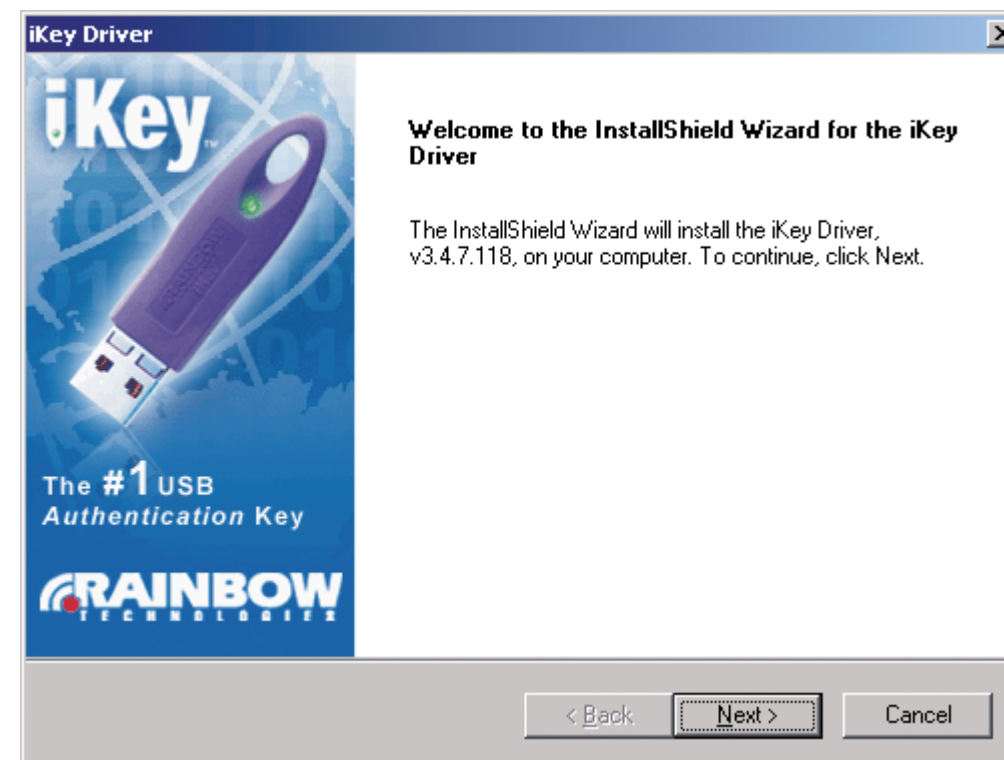 iKey Driver
iKey™
Welcome to the InstallShield Wizard for the iKey
Driver
The InstallShield Wizard will install the iKey Driver,
v3.4.7.118, on your computer. To continue, click Next.
RAINBOW
The #1 USB
Authentication Key
RAINBOW
TECHNOLOGIES
< Back
Next >
Cancel